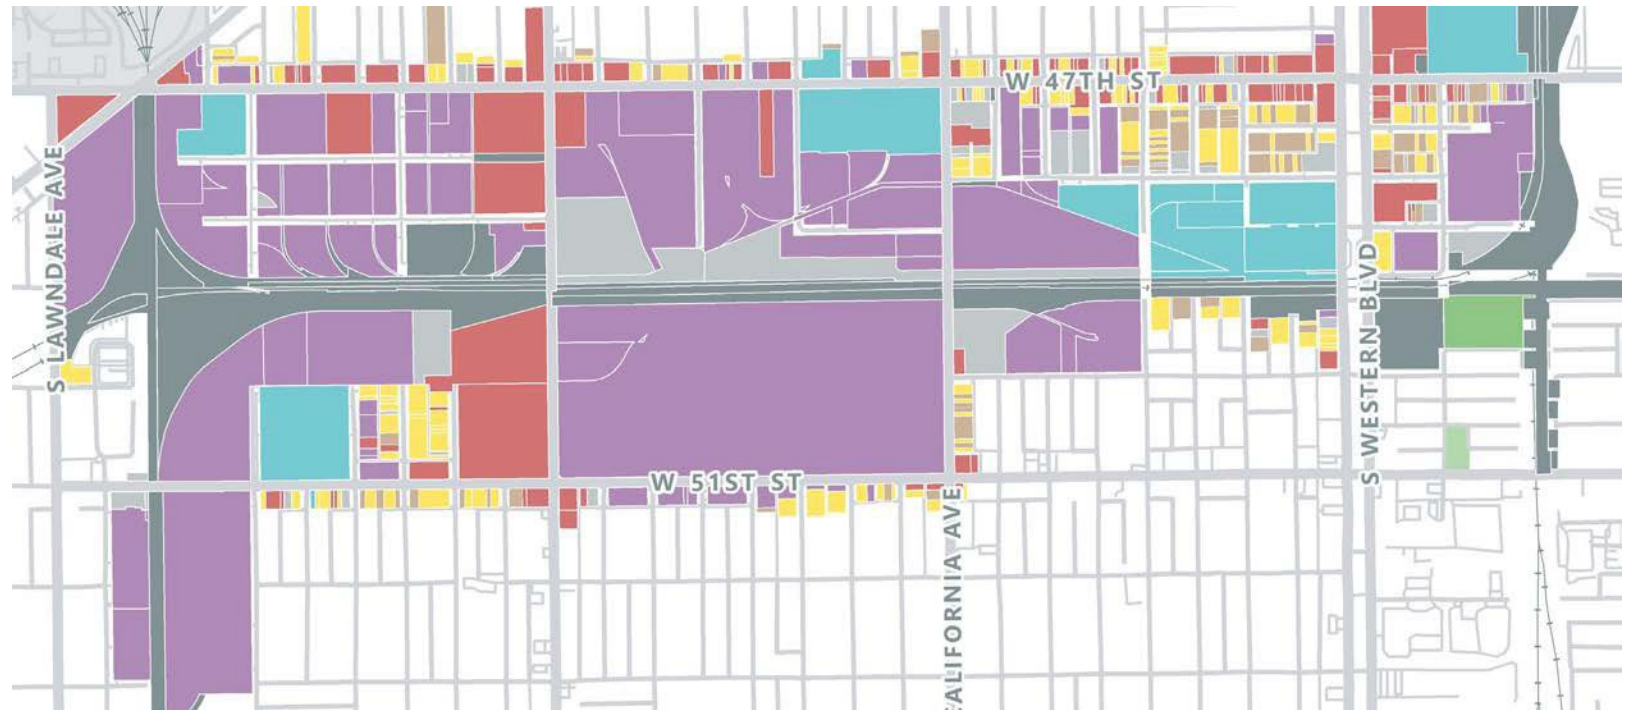 W 47TH ST
S LAWNDALE AVE
S WESTERN BLVD
W 51ST ST
CALIFORNIA AVE